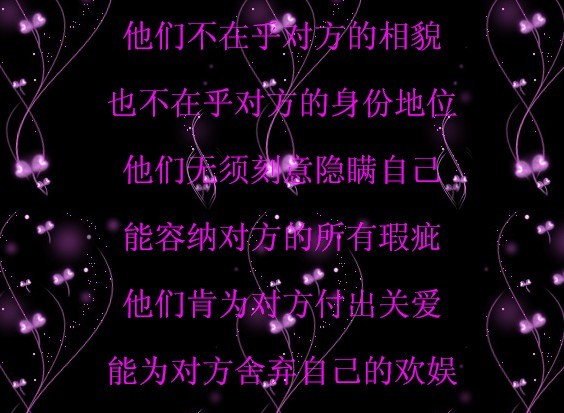 他们不在乎对方的相貌
也不在乎对方的身份地位
他们无须刻意隐瞒自己
能容纳对方的所有瑕疵
他们肯为对方付出关爱
能为对方舍弃自己的欢娱